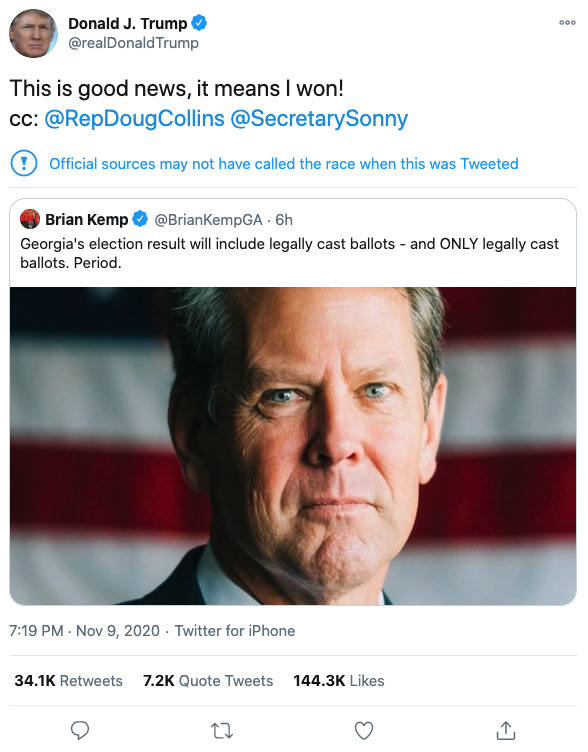 Donald J. Trump
@realDonaldTrump
This is good news, it means I won!
cc: @RepDougCollins @SecretarySonny
Official sources may not have called the race when this was Tweeted
Brian Kemp @BrianKempGA · 6h
Georgia's election result will include legally cast ballots - and ONLY legally cast
ballots. Period.
7:19 PM · Nov 9, 2020 · Twitter for iPhone
34.1K Retweets 7.2K Quote Tweets 144.3K Likes